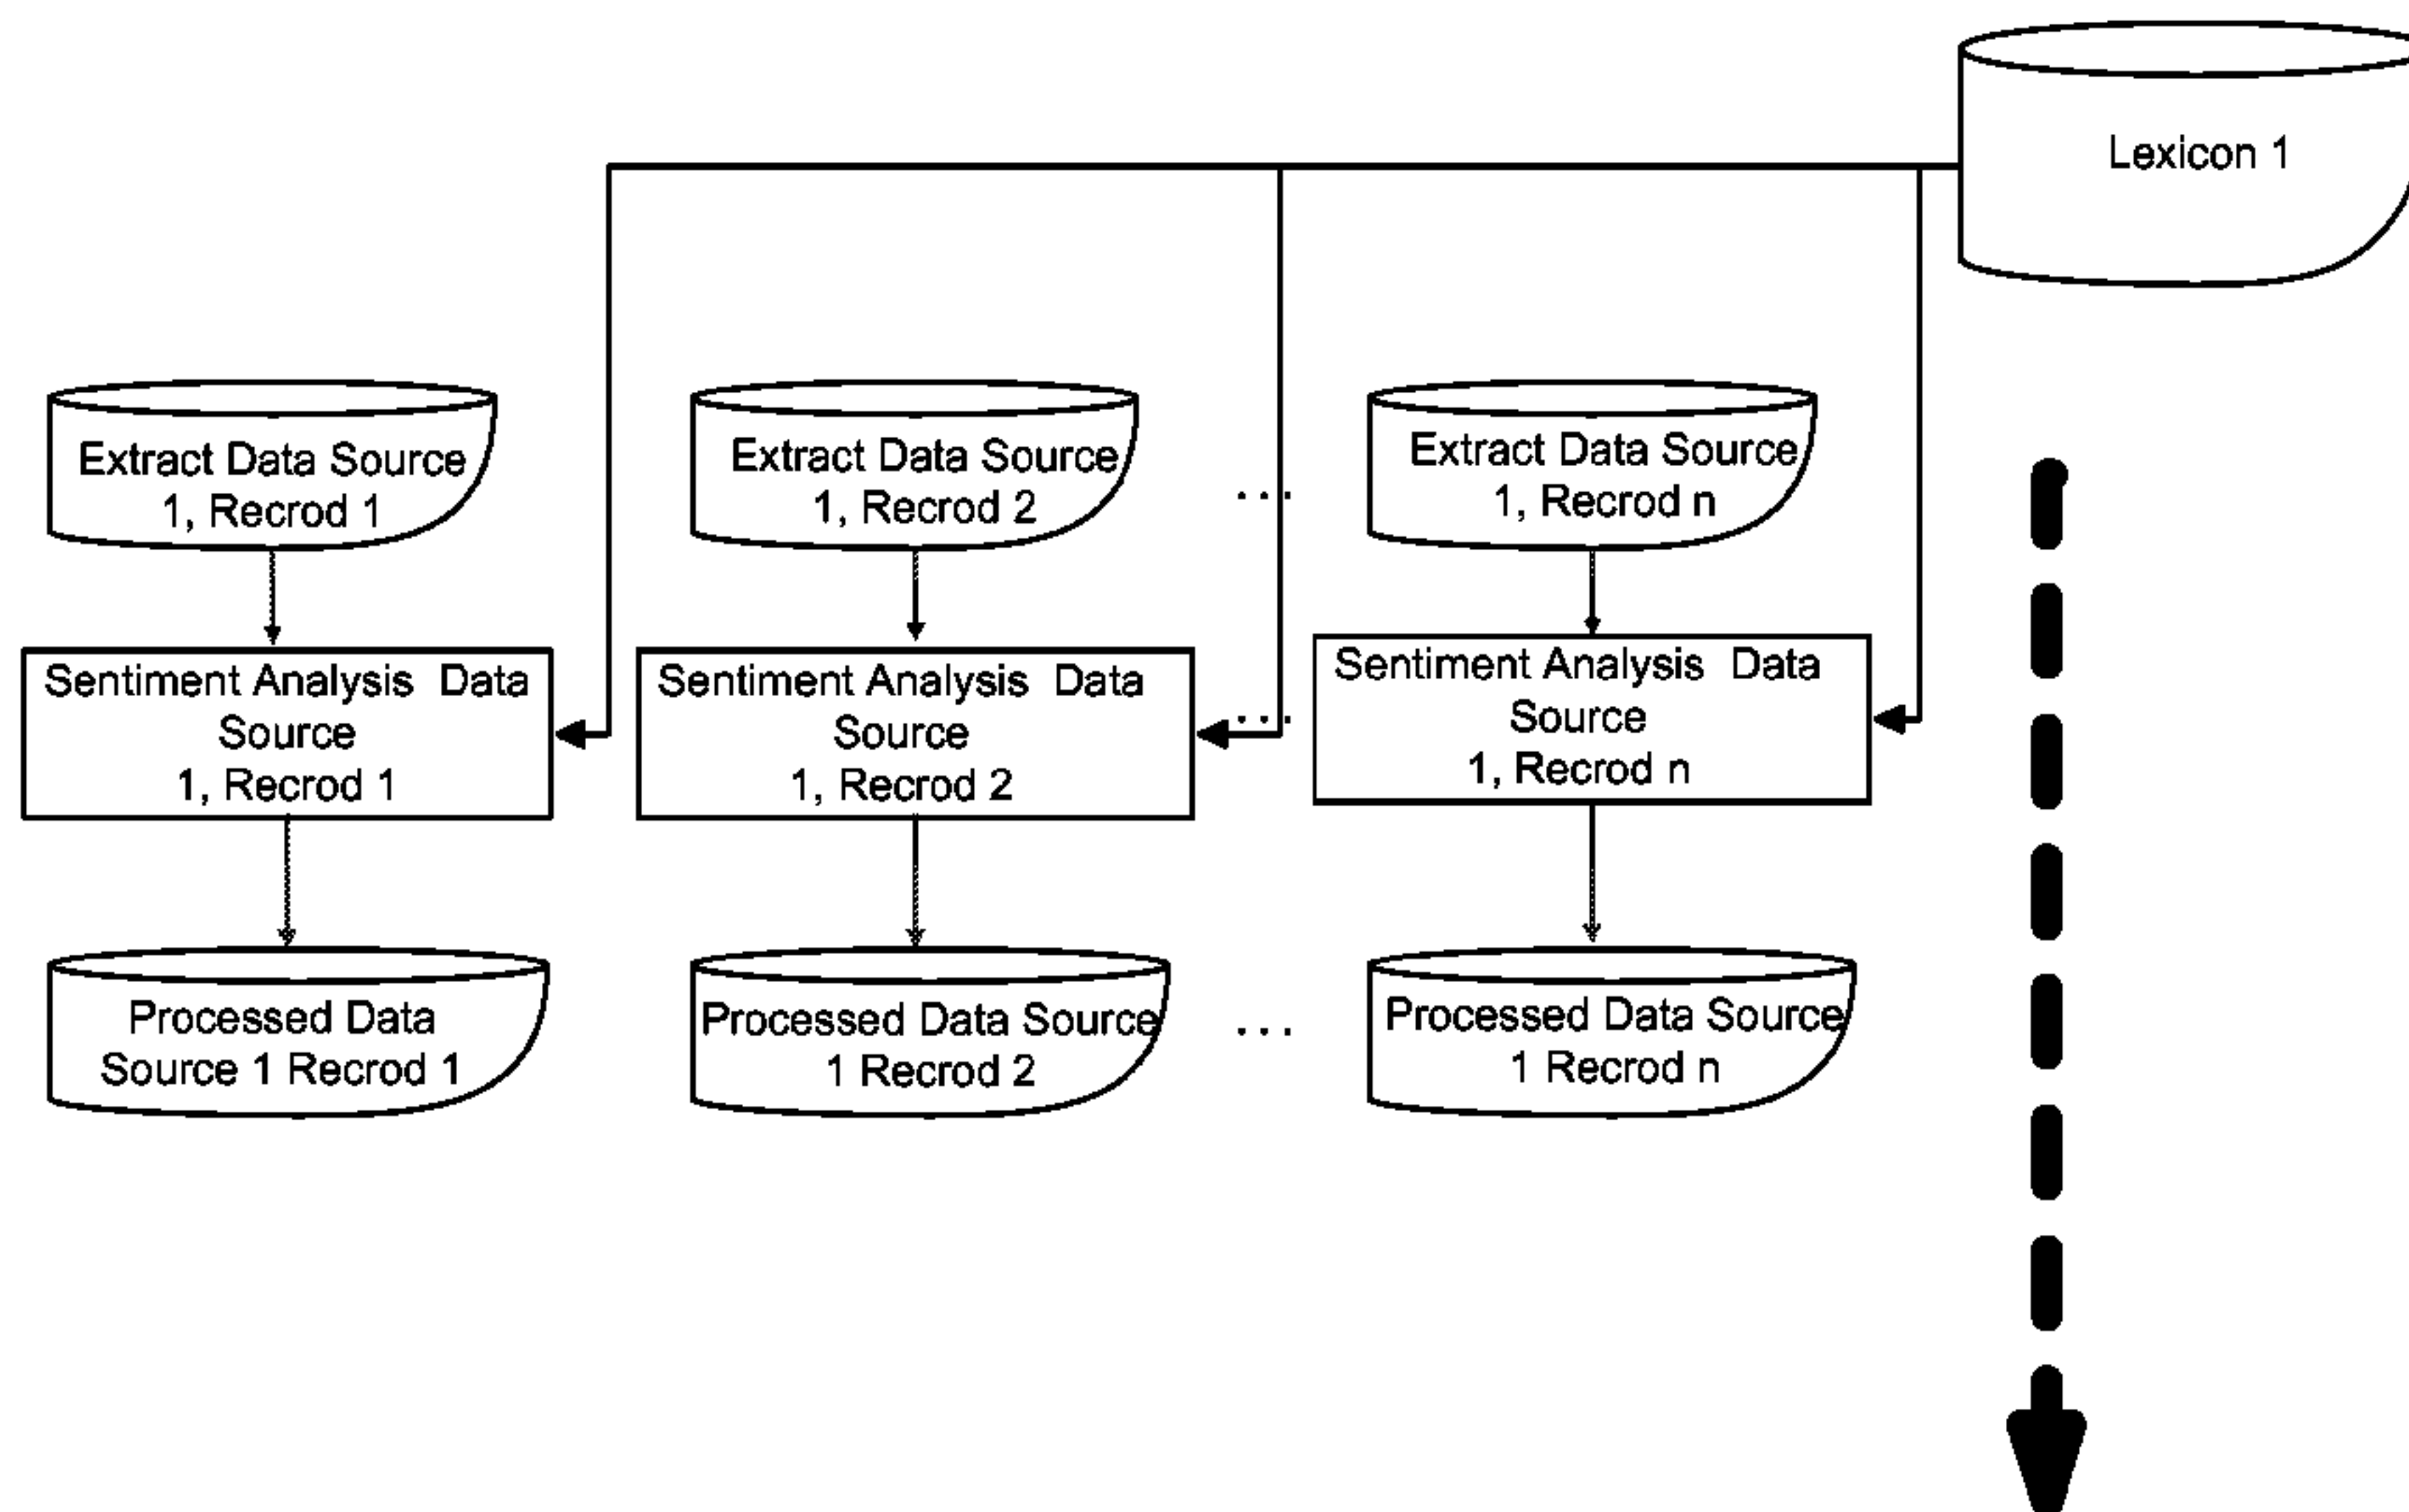 Lexicon 1
Extract Data Source
1, Recrod 1
Extract Data Source
1, Recrod 2
...
Extract Data Source
1, Recrod n
Sentiment Analysis  Data
Source
1, Recrod 1
Sentiment Analysis  Data
Source
1, Recrod 2
...
Sentiment Analysis  Data
Source
1, Recrod n
Processed Data
Source 1 Recrod 1
Processed Data Source
1 Recrod 2
...
Processed Data Source
1 Recrod n